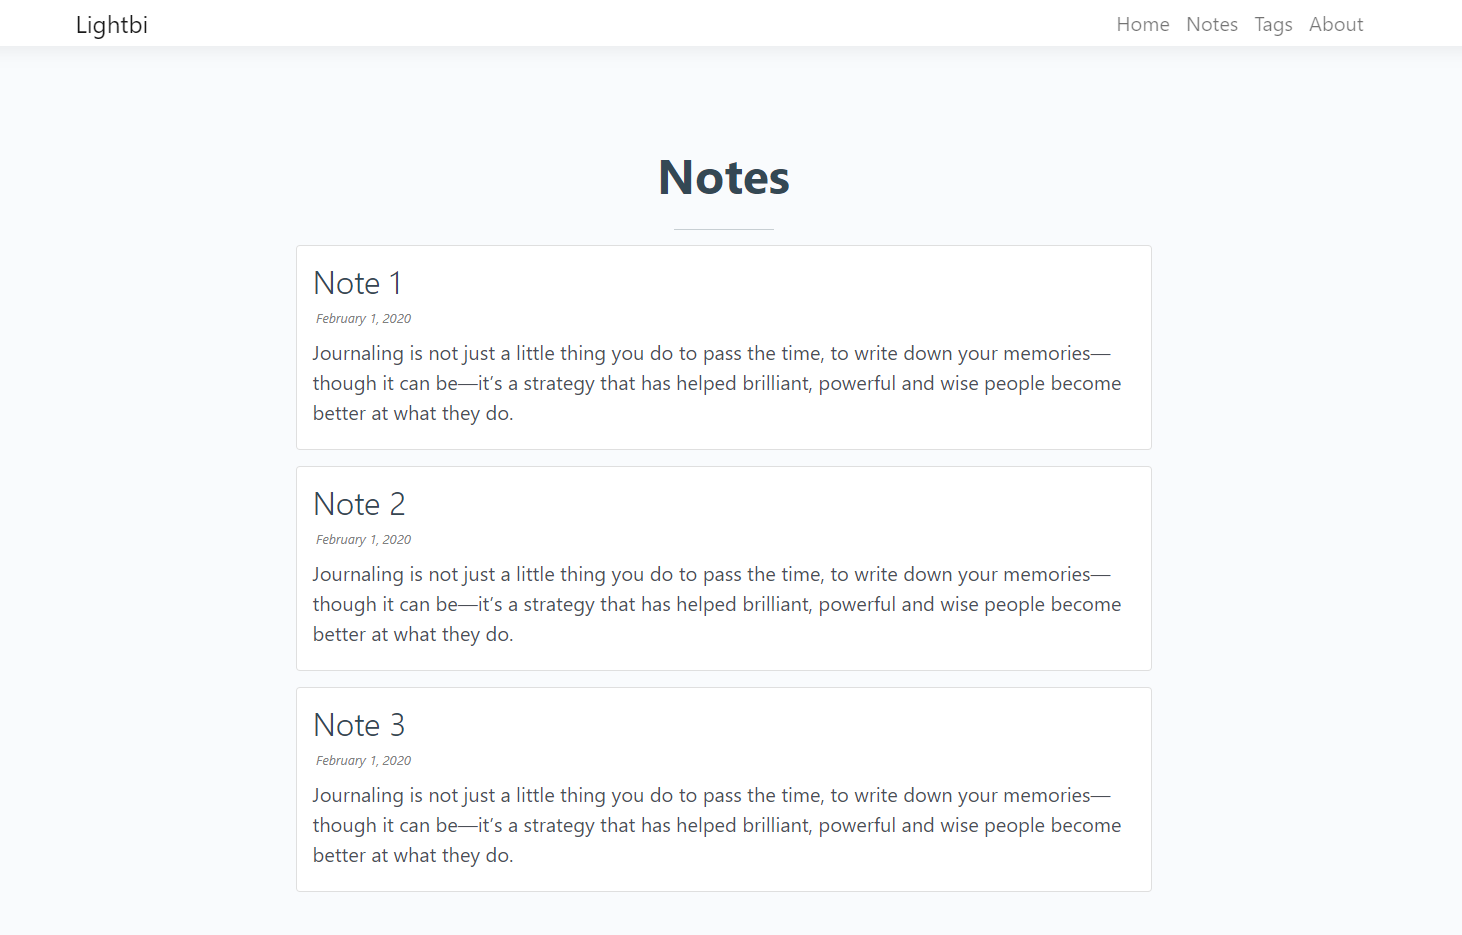 Lightbi
Home Notes Tags About
Notes
Note 1
February 1, 2020
Journaling is not just a little thing you do to pass the time, to write down your memories—
though it can be—it’s a strategy that has helped brilliant, powerful and wise people become
better at what they do.
Note 2
February 1, 2020
Journaling is not just a little thing you do to pass the time, to write down your memories—
though it can be—it’s a strategy that has helped brilliant, powerful and wise people become
better at what they do.
Note 3
February 1, 2020
Journaling is not just a little thing you do to pass the time, to write down your memories—
though it can be—it’s a strategy that has helped brilliant, powerful and wise people become
better at what they do.